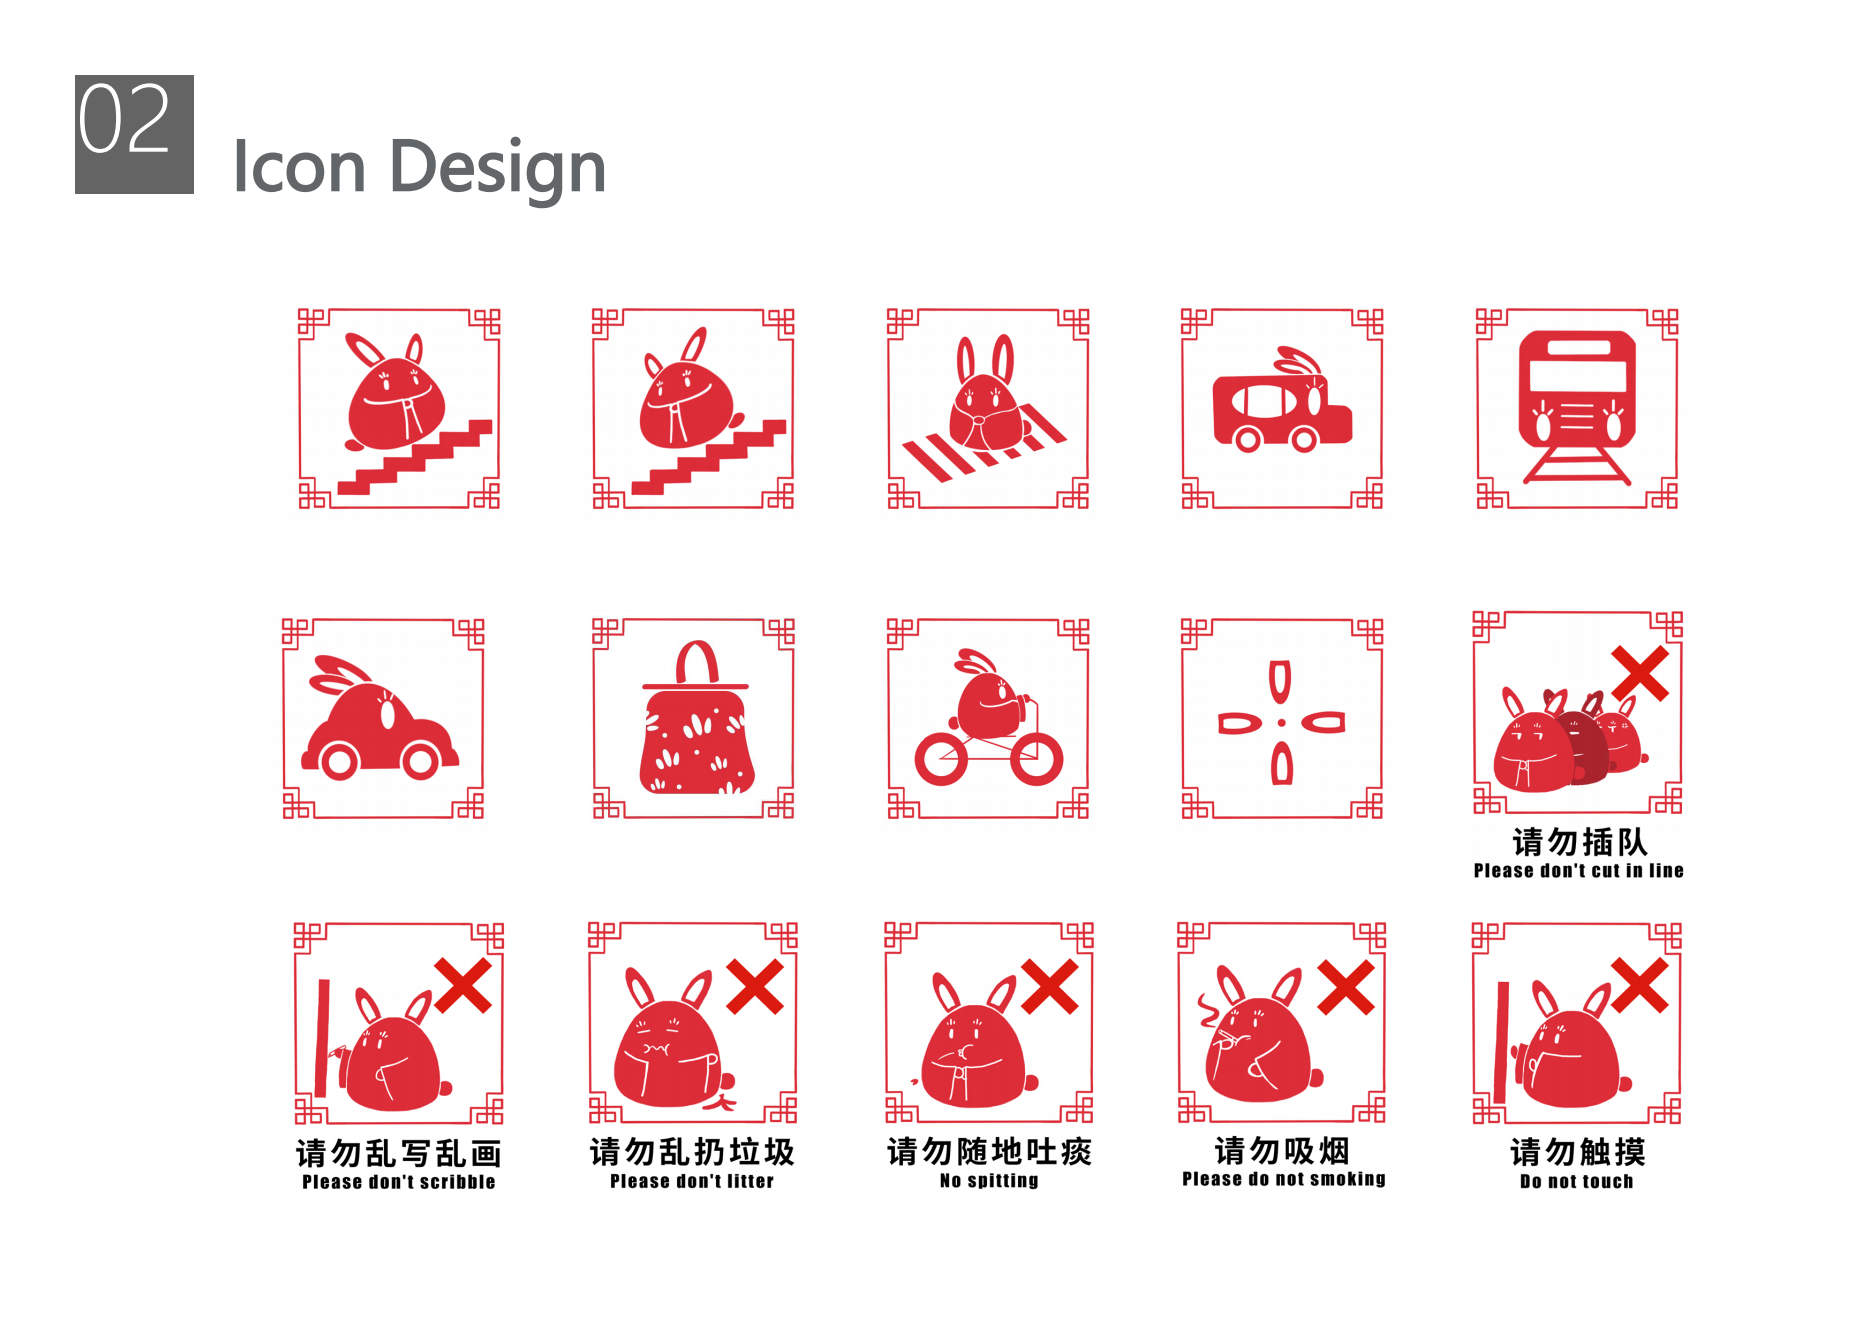 02
Icon Design
请勿插队
Please don't cut in line
请勿乱写乱画
Please don't scribble
请勿乱扔垃圾
Please don't litter
请勿随地吐痰
No spitting
请勿吸烟
Please do not smoking
请勿触摸
Do not touch